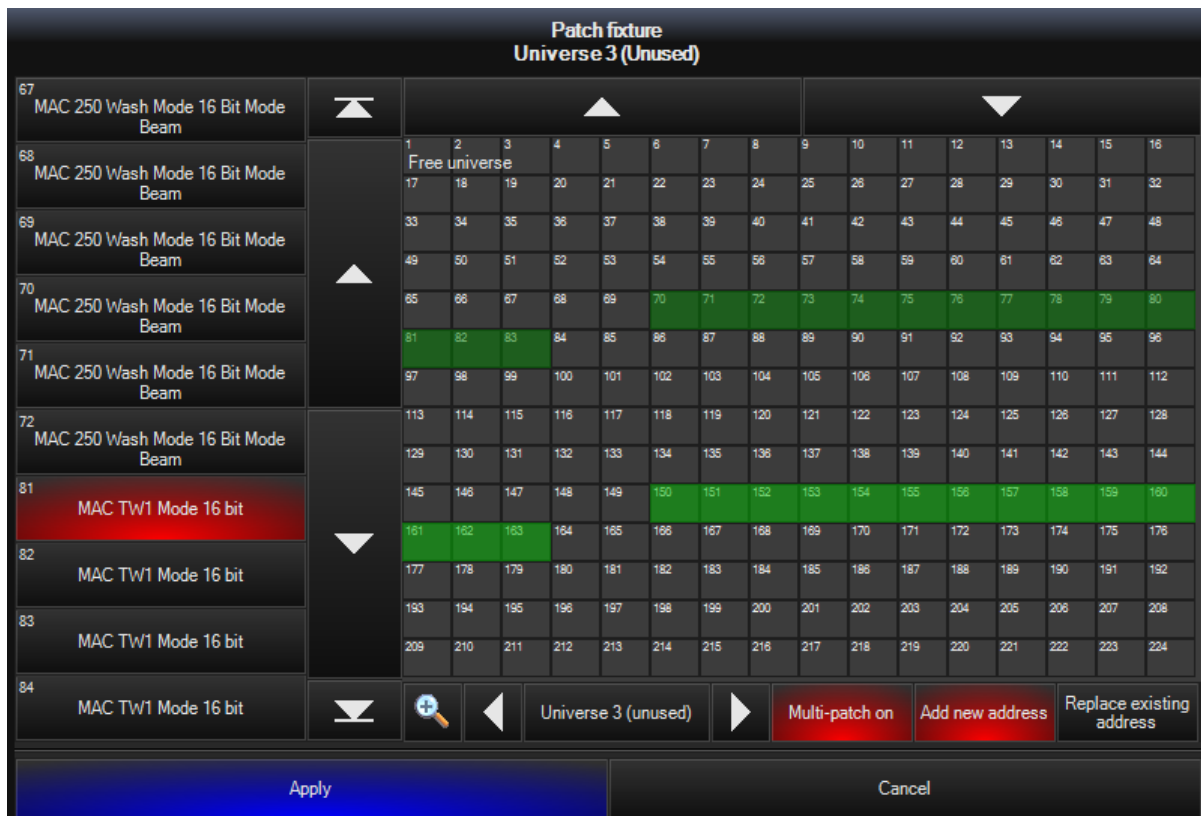 Patch fixture
Universe 3 (Unused)
67
MAC 250 Wash Mode 16 Bit Mode
Beam
68
MAC 250 Wash Mode 16 Bit Mode
Beam
69
MAC 250 Wash Mode 16 Bit Mode
Beam
70
MAC 250 Wash Mode 16 Bit Mode
Beam
71
MAC 250 Wash Mode 16 Bit Mode
Beam
72
MAC 250 Wash Mode 16 Bit Mode
Beam
81
MAC TW1 Mode 16 bit
82
MAC TW1 Mode 16 bit
83
MAC TW1 Mode 16 bit
84
MAC TW1 Mode 16 bit
1 2 3 4 5 6 7 8 9 10 11 12 13 14 15 16
Free universe
17 18 19 20 21 22 23 24 25 26 27 28 29 30 31 32
33 34 35 36 37 38 39 40 41 42 43 44 45 46 47 48
49 50 51 52 53 54 55 56 57 58 59 60 61 62 63 64
65 66 67 68 69 70 71 72 73 74 75 76 77 78 79 80
81 82 83 84 85 86 87 88 89 90 91 92 93 94 95 96
97 98 99 100 101 102 103 104 105 106 107 108 109 110 111 112
113 114 115 116 117 118 119 120 121 122 123 124 125 126 127 128
129 130 131 132 133 134 135 136 137 138 139 140 141 142 143 144
145 146 147 148 149 150 151 152 153 154 155 156 157 158 159 160
161 162 163 164 165 166 167 168 169 170 171 172 173 174 175 176
177 178 179 180 181 182 183 184 185 186 187 188 189 190 191 192
193 194 195 196 197 198 199 200 201 202 203 204 205 206 207 208
209 210 211 212 213 214 215 216 217 218 219 220 221 222 223 224
Universe 3 (unused)
Multi-patch on
Add new address
Replace existing
address
Apply
Cancel